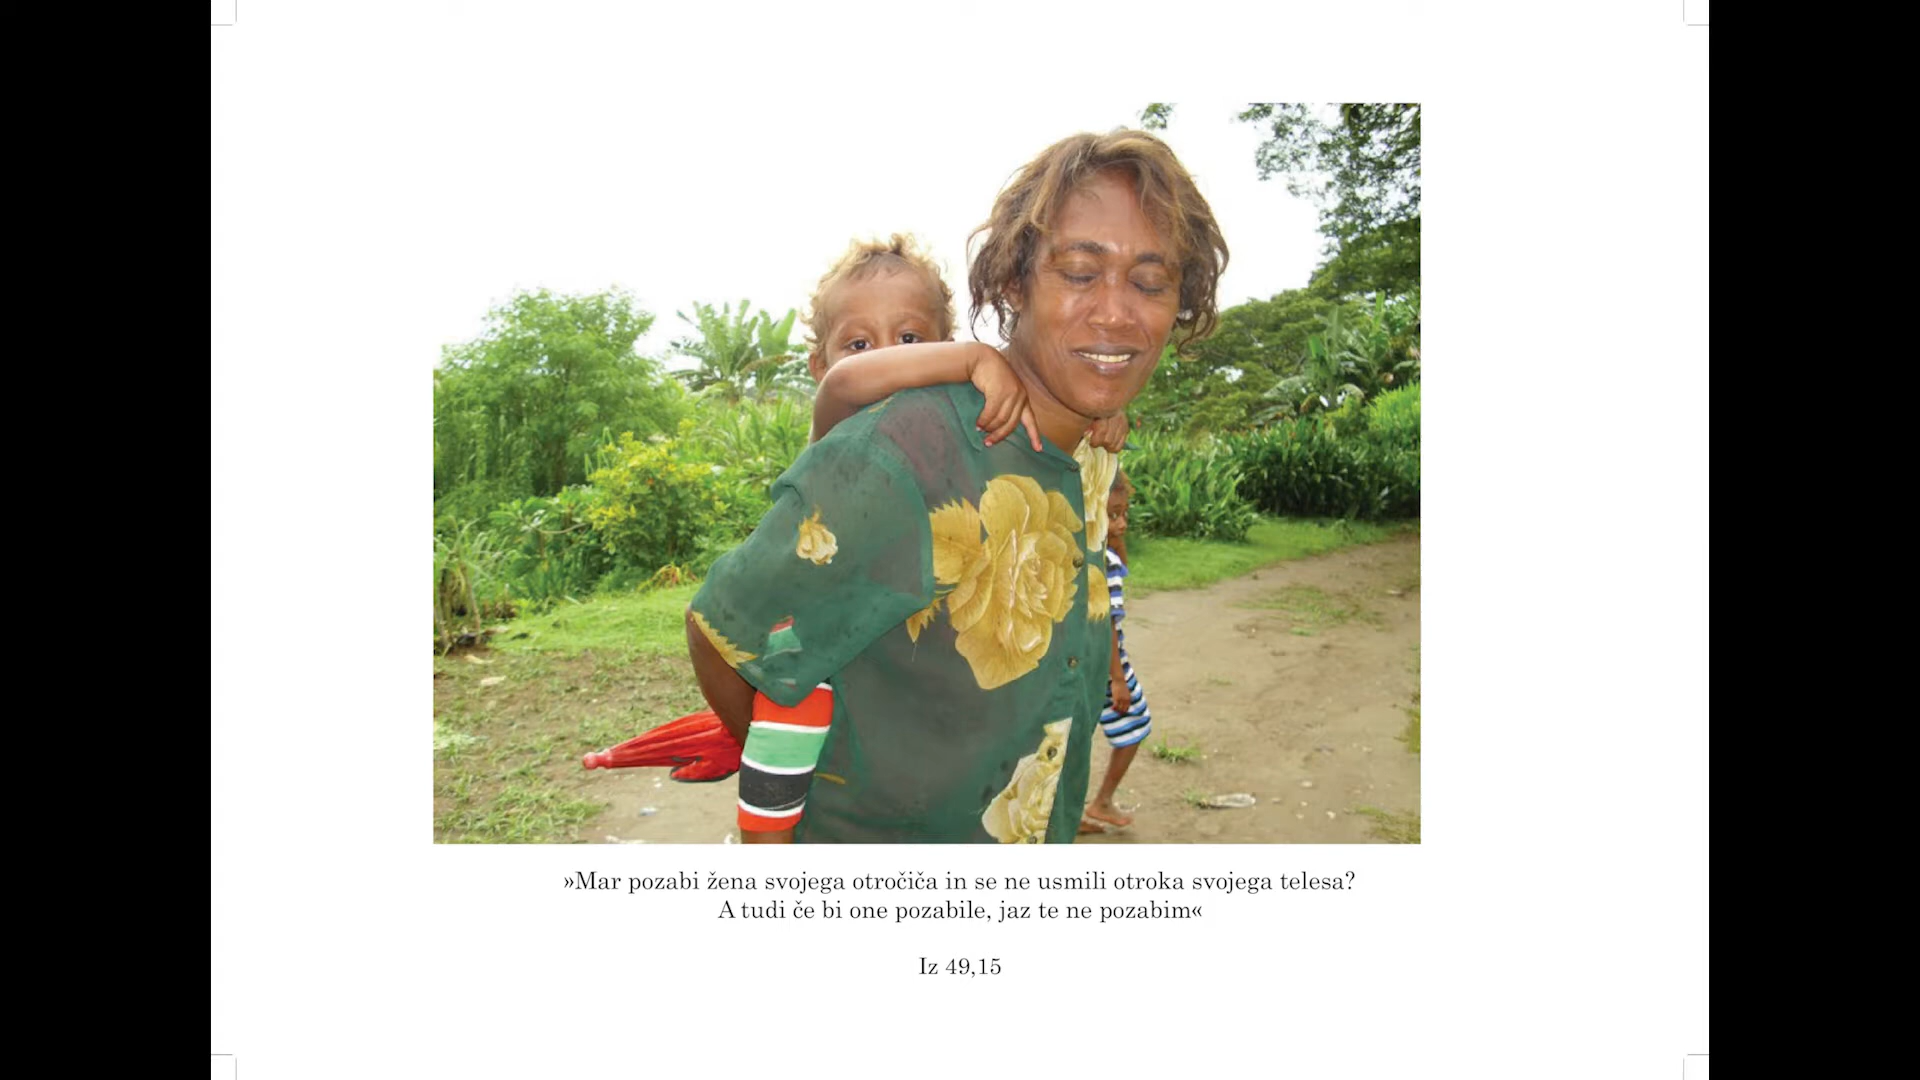 »Mar pozabi žena svojega otročiča in se ne usmili otroka svojega telesa?
A tudi če bi one pozabile, jaz te ne pozabim«
Iz 49,15